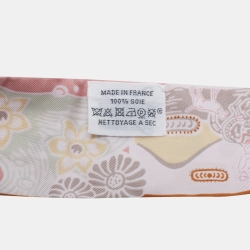 MADE IN FRANCE
100% SOIE
NETTOYAGE A SEC